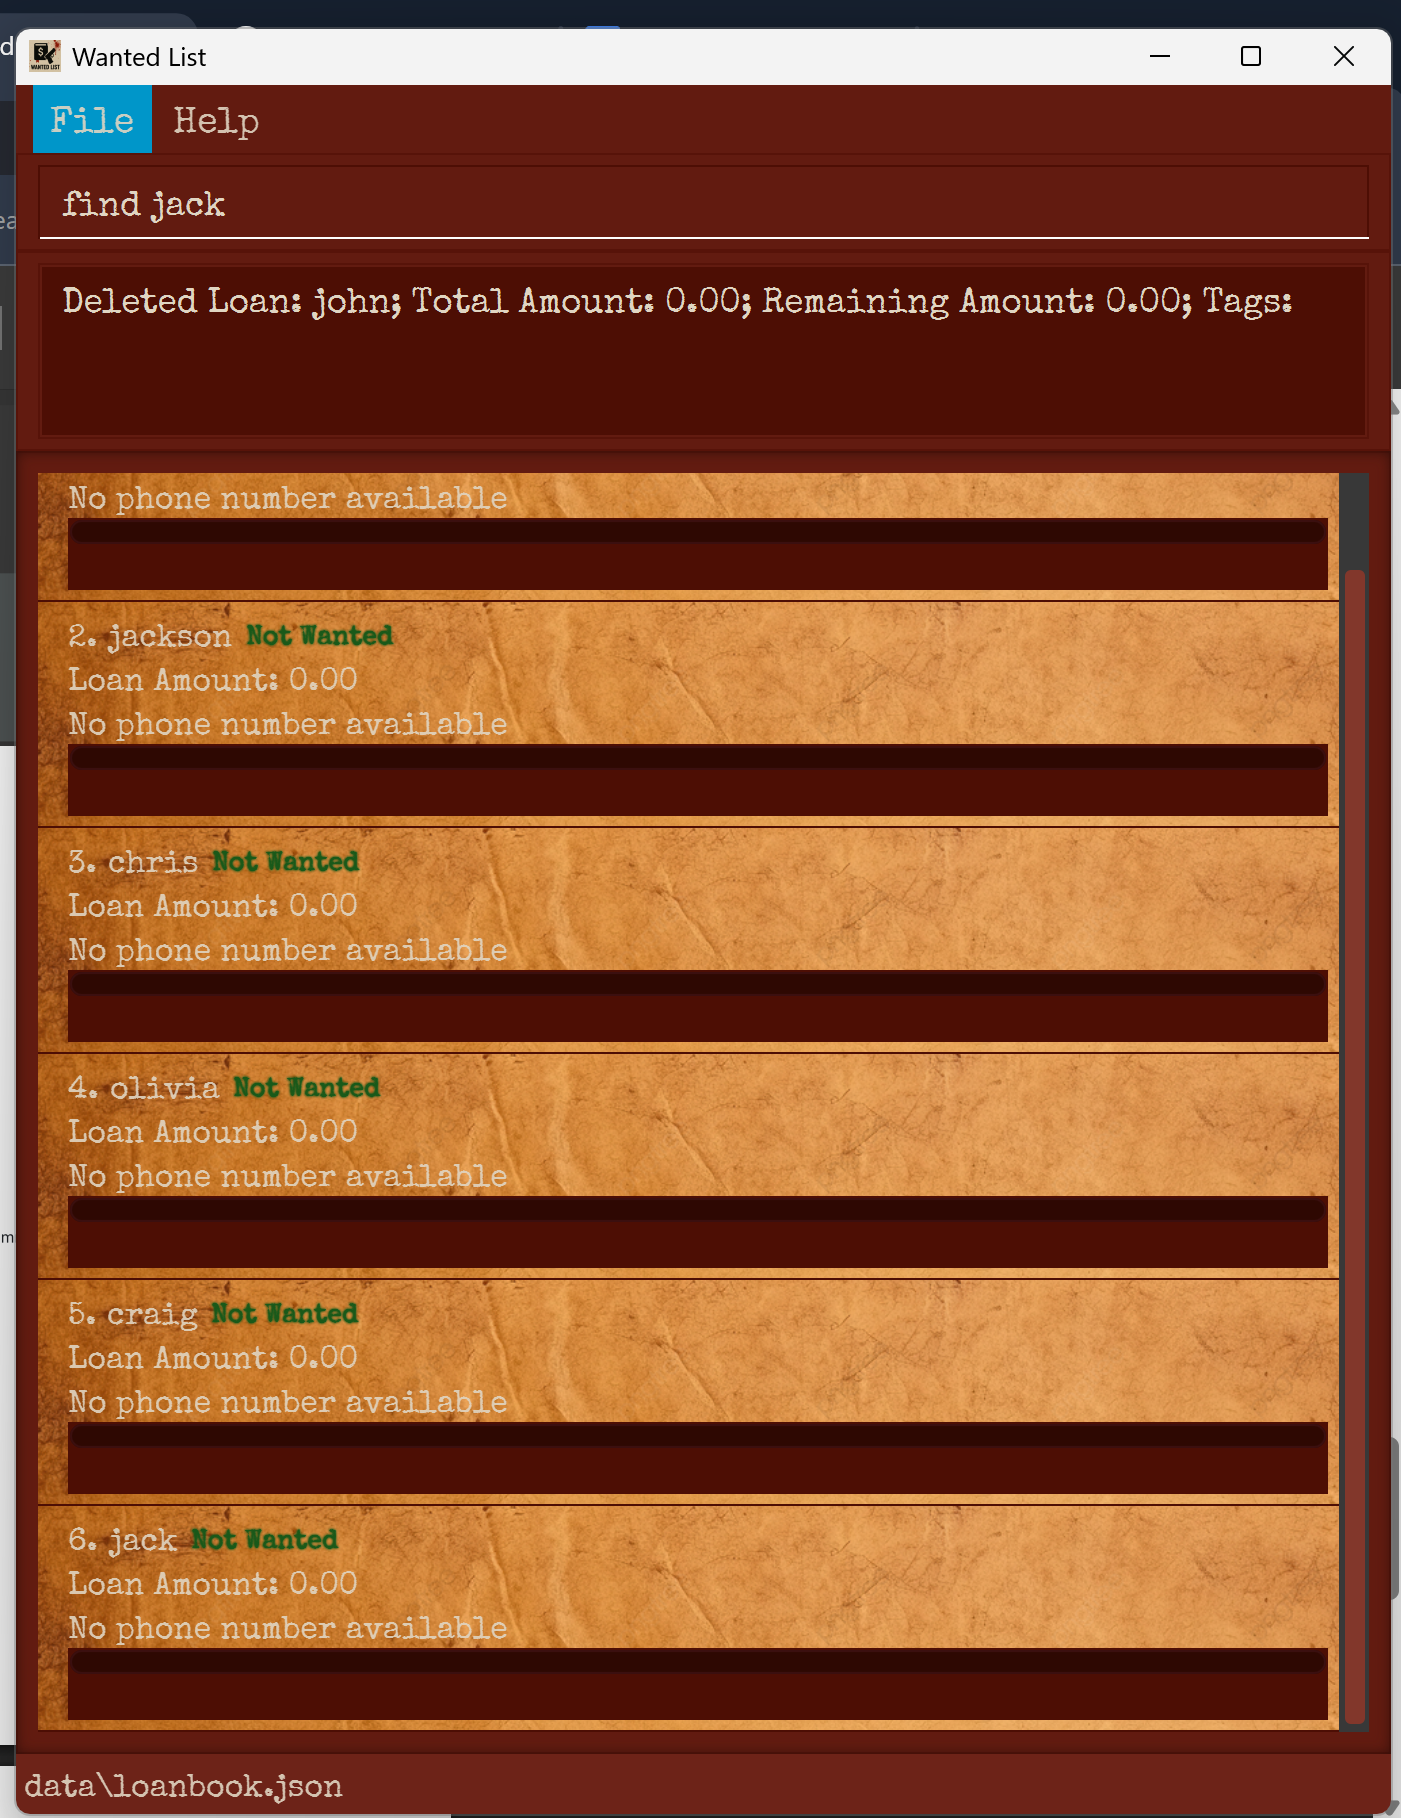 Wanted List
File Help
find jack
Deleted Loan: john; Total Amount: 0.00; Remaining Amount: 0.00; Tags:
No phone number available
2. jackson Not Wanted
Loan Amount: 0.00
No phone number available
3. chris Not Wanted
Loan Amount: 0.00
No phone number available
4. olivia Not Wanted
Loan Amount: 0.00
No phone number available
5. craig Not Wanted
Loan Amount: 0.00
No phone number available
6. jack Not Wanted
Loan Amount: 0.00
No phone number available
data\loanbook.json